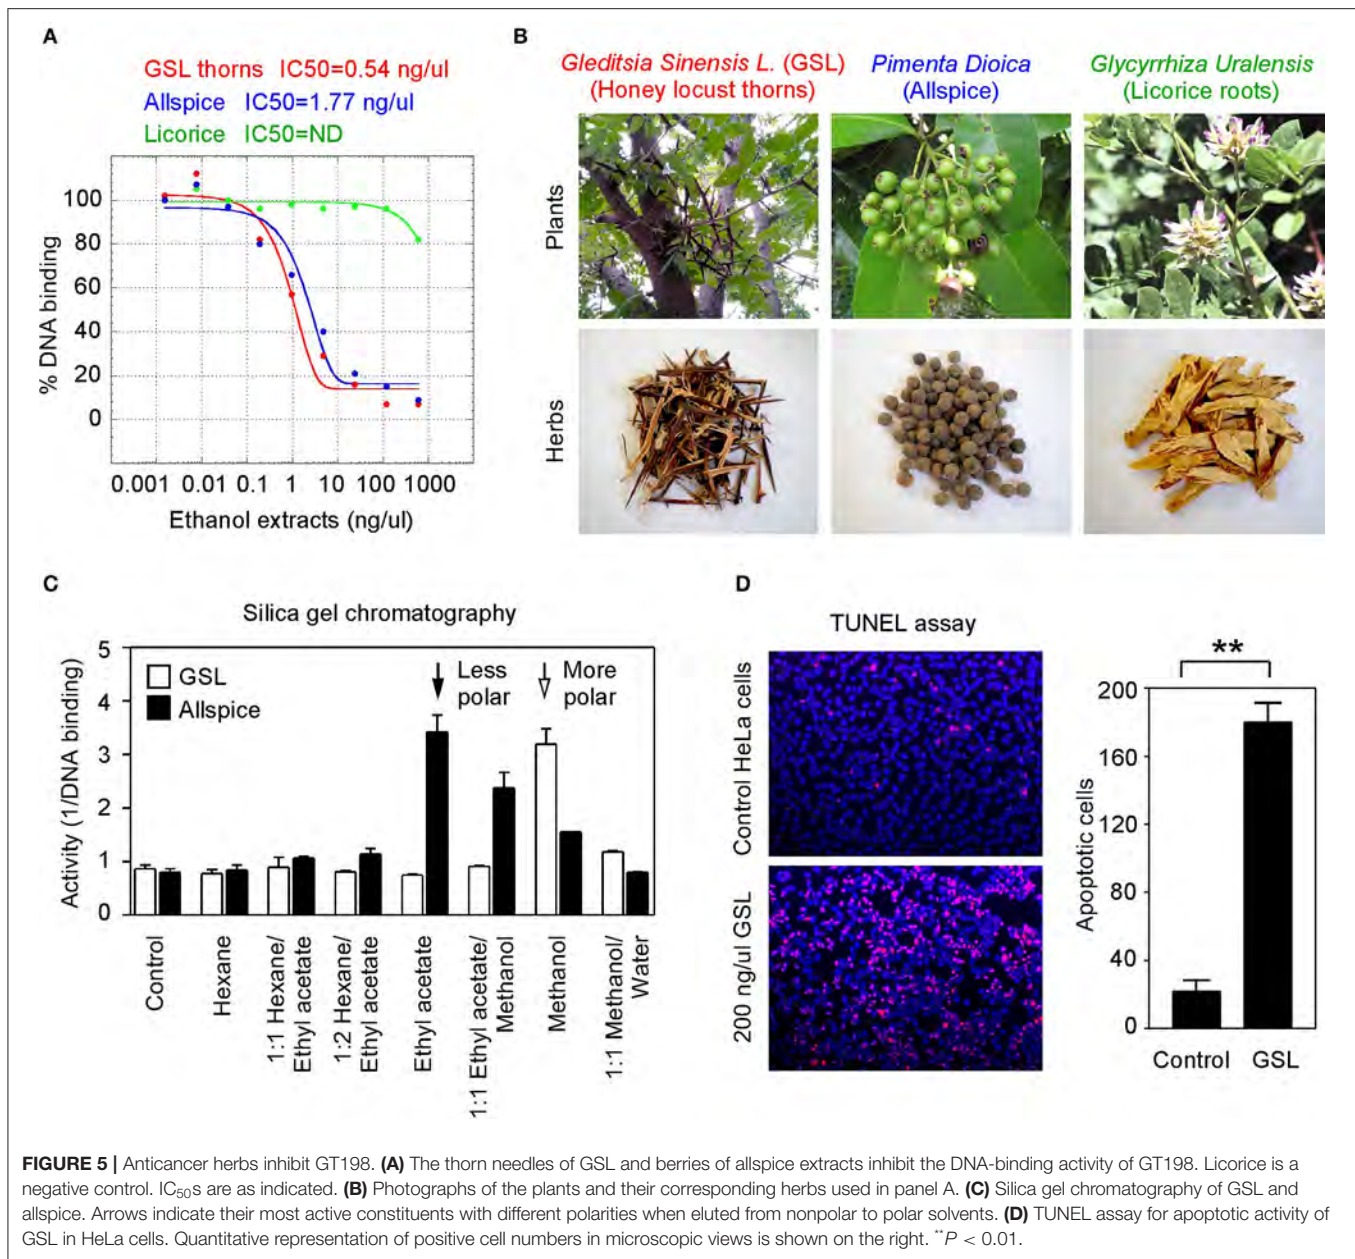 A
GSL thorns IC50=0.54 ng/ul
Allspice IC50=1.77 ng/ul
Licorice IC50=ND
% DNA binding
100
80
60
40
20
0
0.001 0.01 0.1 1 10 100 1000
Ethanol extracts (ng/ul)
B
Gleditsia Sinensis L. (GSL)
(Honey locust thorns)
Pimenta Dioica
(Allspice)
Glycyrrhiza Uralensis
(Licorice roots)
Plants
Herbs
C
Silica gel chromatography
Activity (1/DNA binding)
5
4
3
2
1
0
GSL
Allspice
Less
polar
More
polar
Control
Hexane
1:1 Hexane/
Ethyl acetate
1:2 Hexane/
Ethyl acetate
Ethyl acetate
1:1 Ethyl acetate/
Methanol
Methanol
1:1 Methanol/
Water
D
TUNEL assay
Control HeLa cells
200 ng/ul GSL
**
Apoptotic cells
200
160
120
80
40
0
Control GSL
FIGURE 5 | Anticancer herbs inhibit GT198. (A) The thorn needles of GSL and berries of allspice extracts inhibit the DNA-binding activity of GT198. Licorice is a
negative control. IC50s are as indicated. (B) Photographs of the plants and their corresponding herbs used in panel A. (C) Silica gel chromatography of GSL and
allspice. Arrows indicate their most active constituents with different polarities when eluted from nonpolar to polar solvents. (D) TUNEL assay for apoptotic activity of
GSL in HeLa cells. Quantitative representation of positive cell numbers in microscopic views is shown on the right. **P < 0.01.